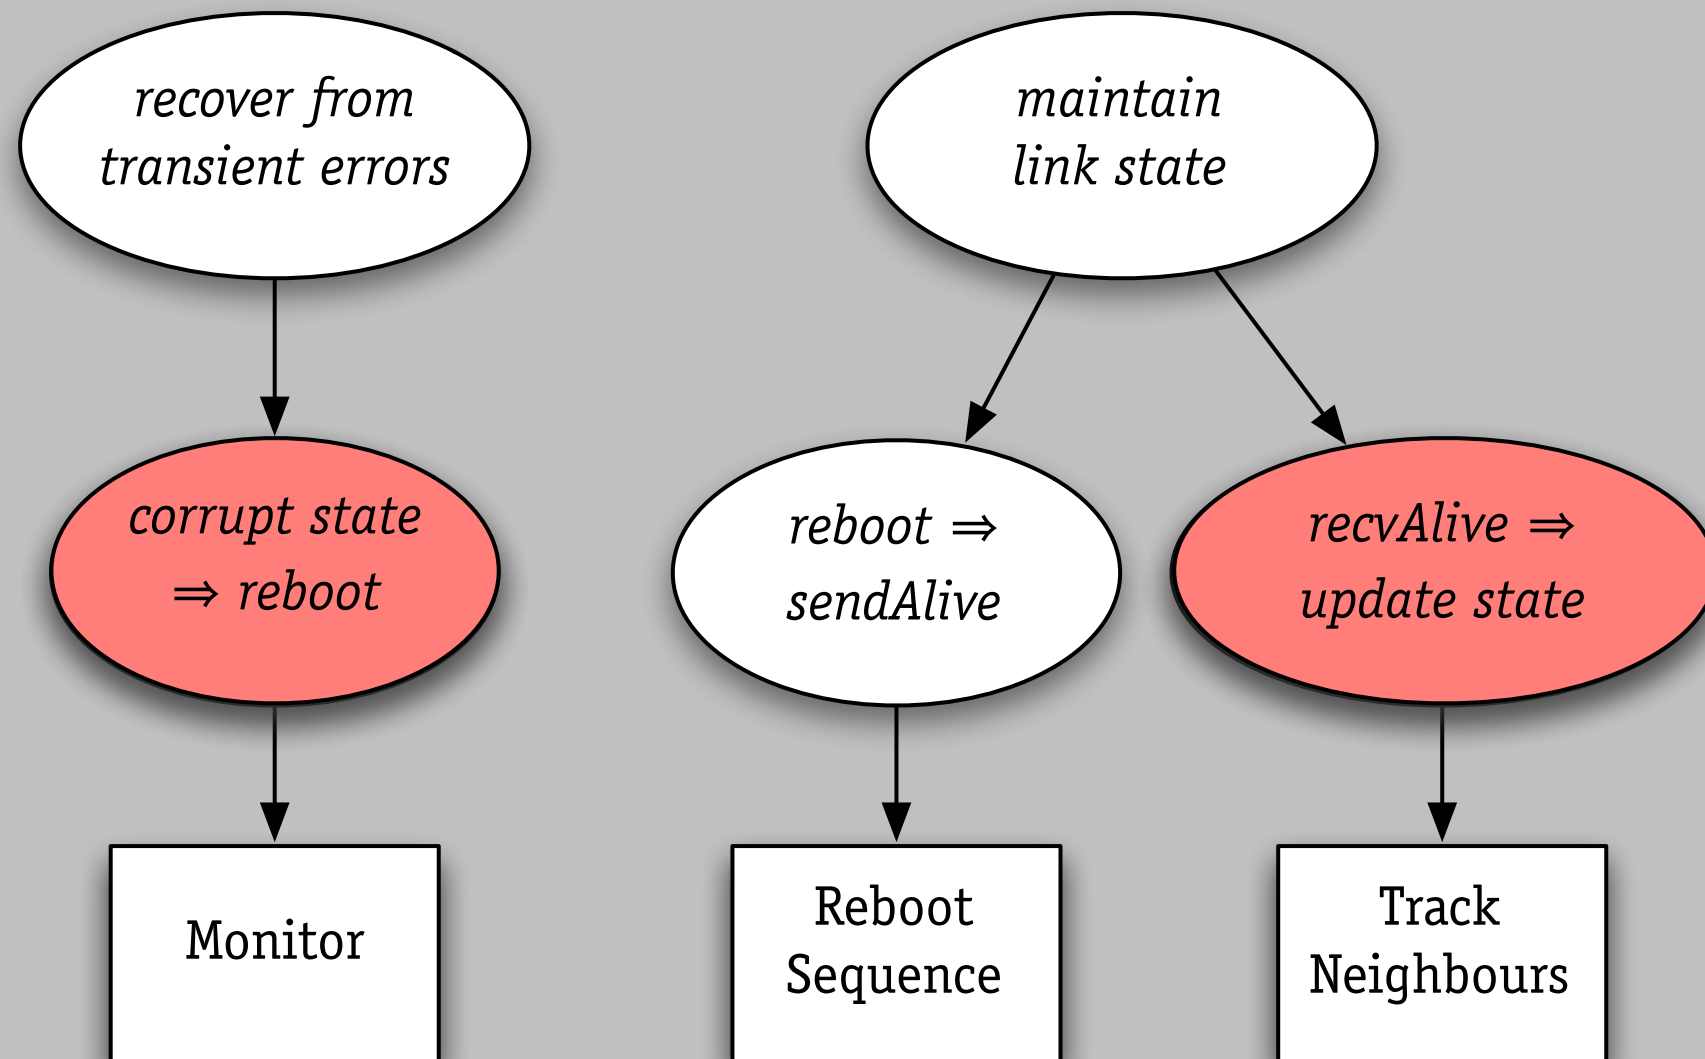 recover from
transient errors
maintain
link state
corrupt state
⇒ reboot
reboot ⇒
sendAlive
recvAlive ⇒
update state
Monitor
Reboot
Sequence
Track
Neighbours